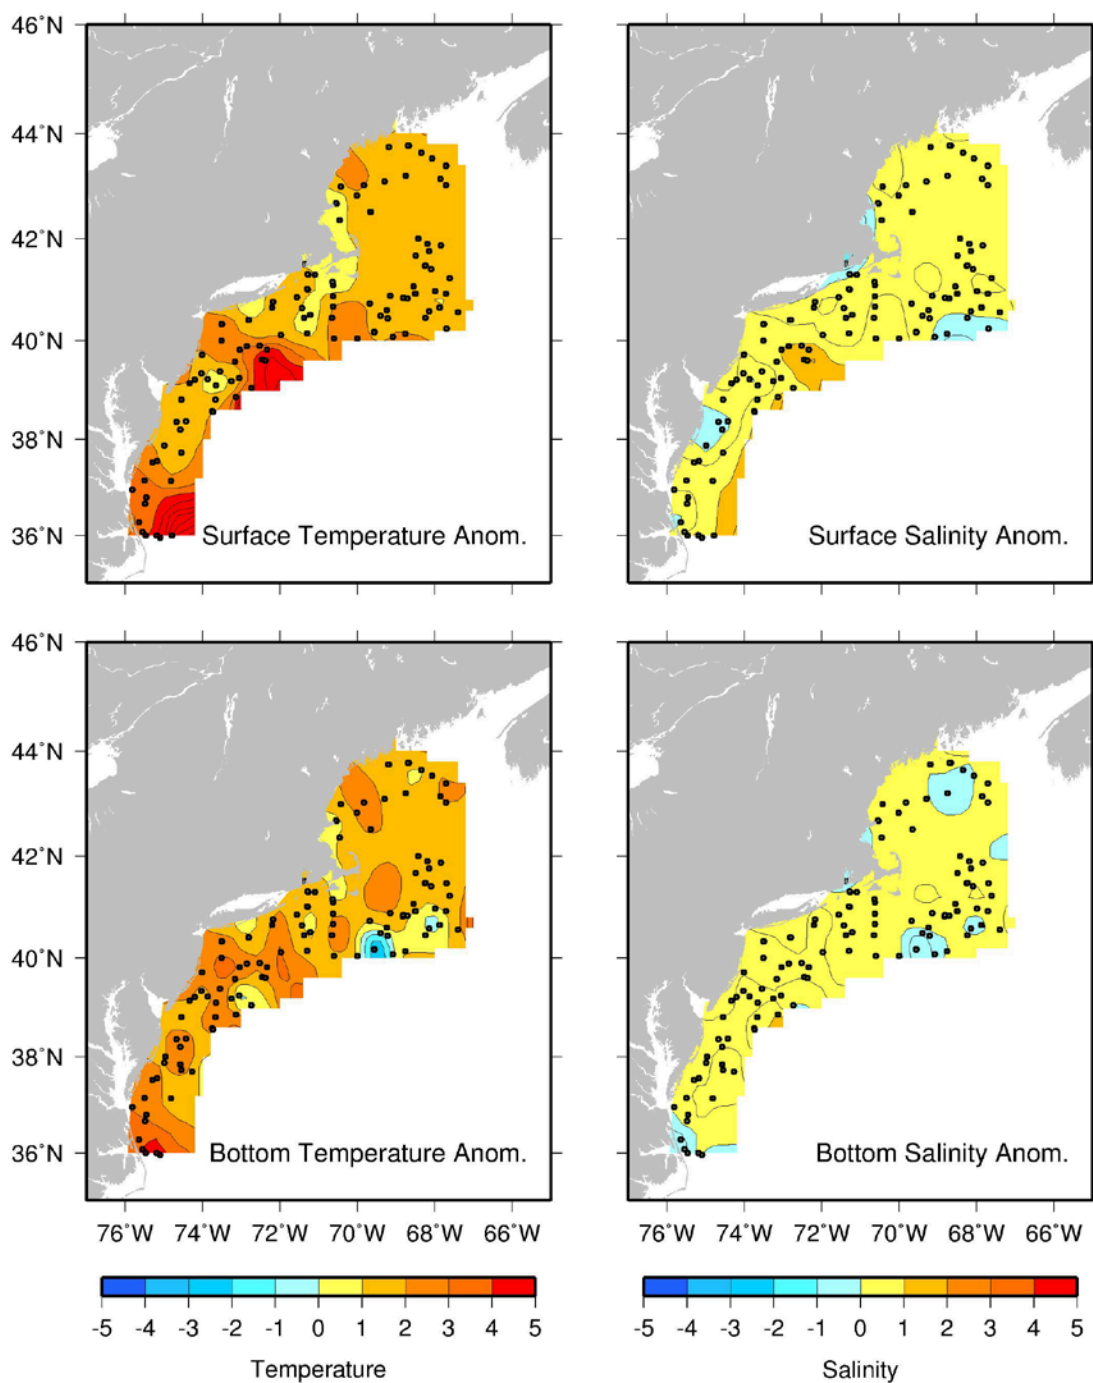 46°N
44°N
42°N
40°N
38°N
36°N
Surface Temperature Anom.
Surface Salinity Anom.
46°N
44°N
42°N
40°N
38°N
36°N
Bottom Temperature Anom.
Bottom Salinity Anom.
76°W 74°W 72°W 70°W 68°W 66°W
76°W 74°W 72°W 70°W 68°W 66°W
-5 -4 -3 -2 -1 0 1 2 3 4 5
-5 -4 -3 -2 -1 0 1 2 3 4 5
Temperature
Salinity